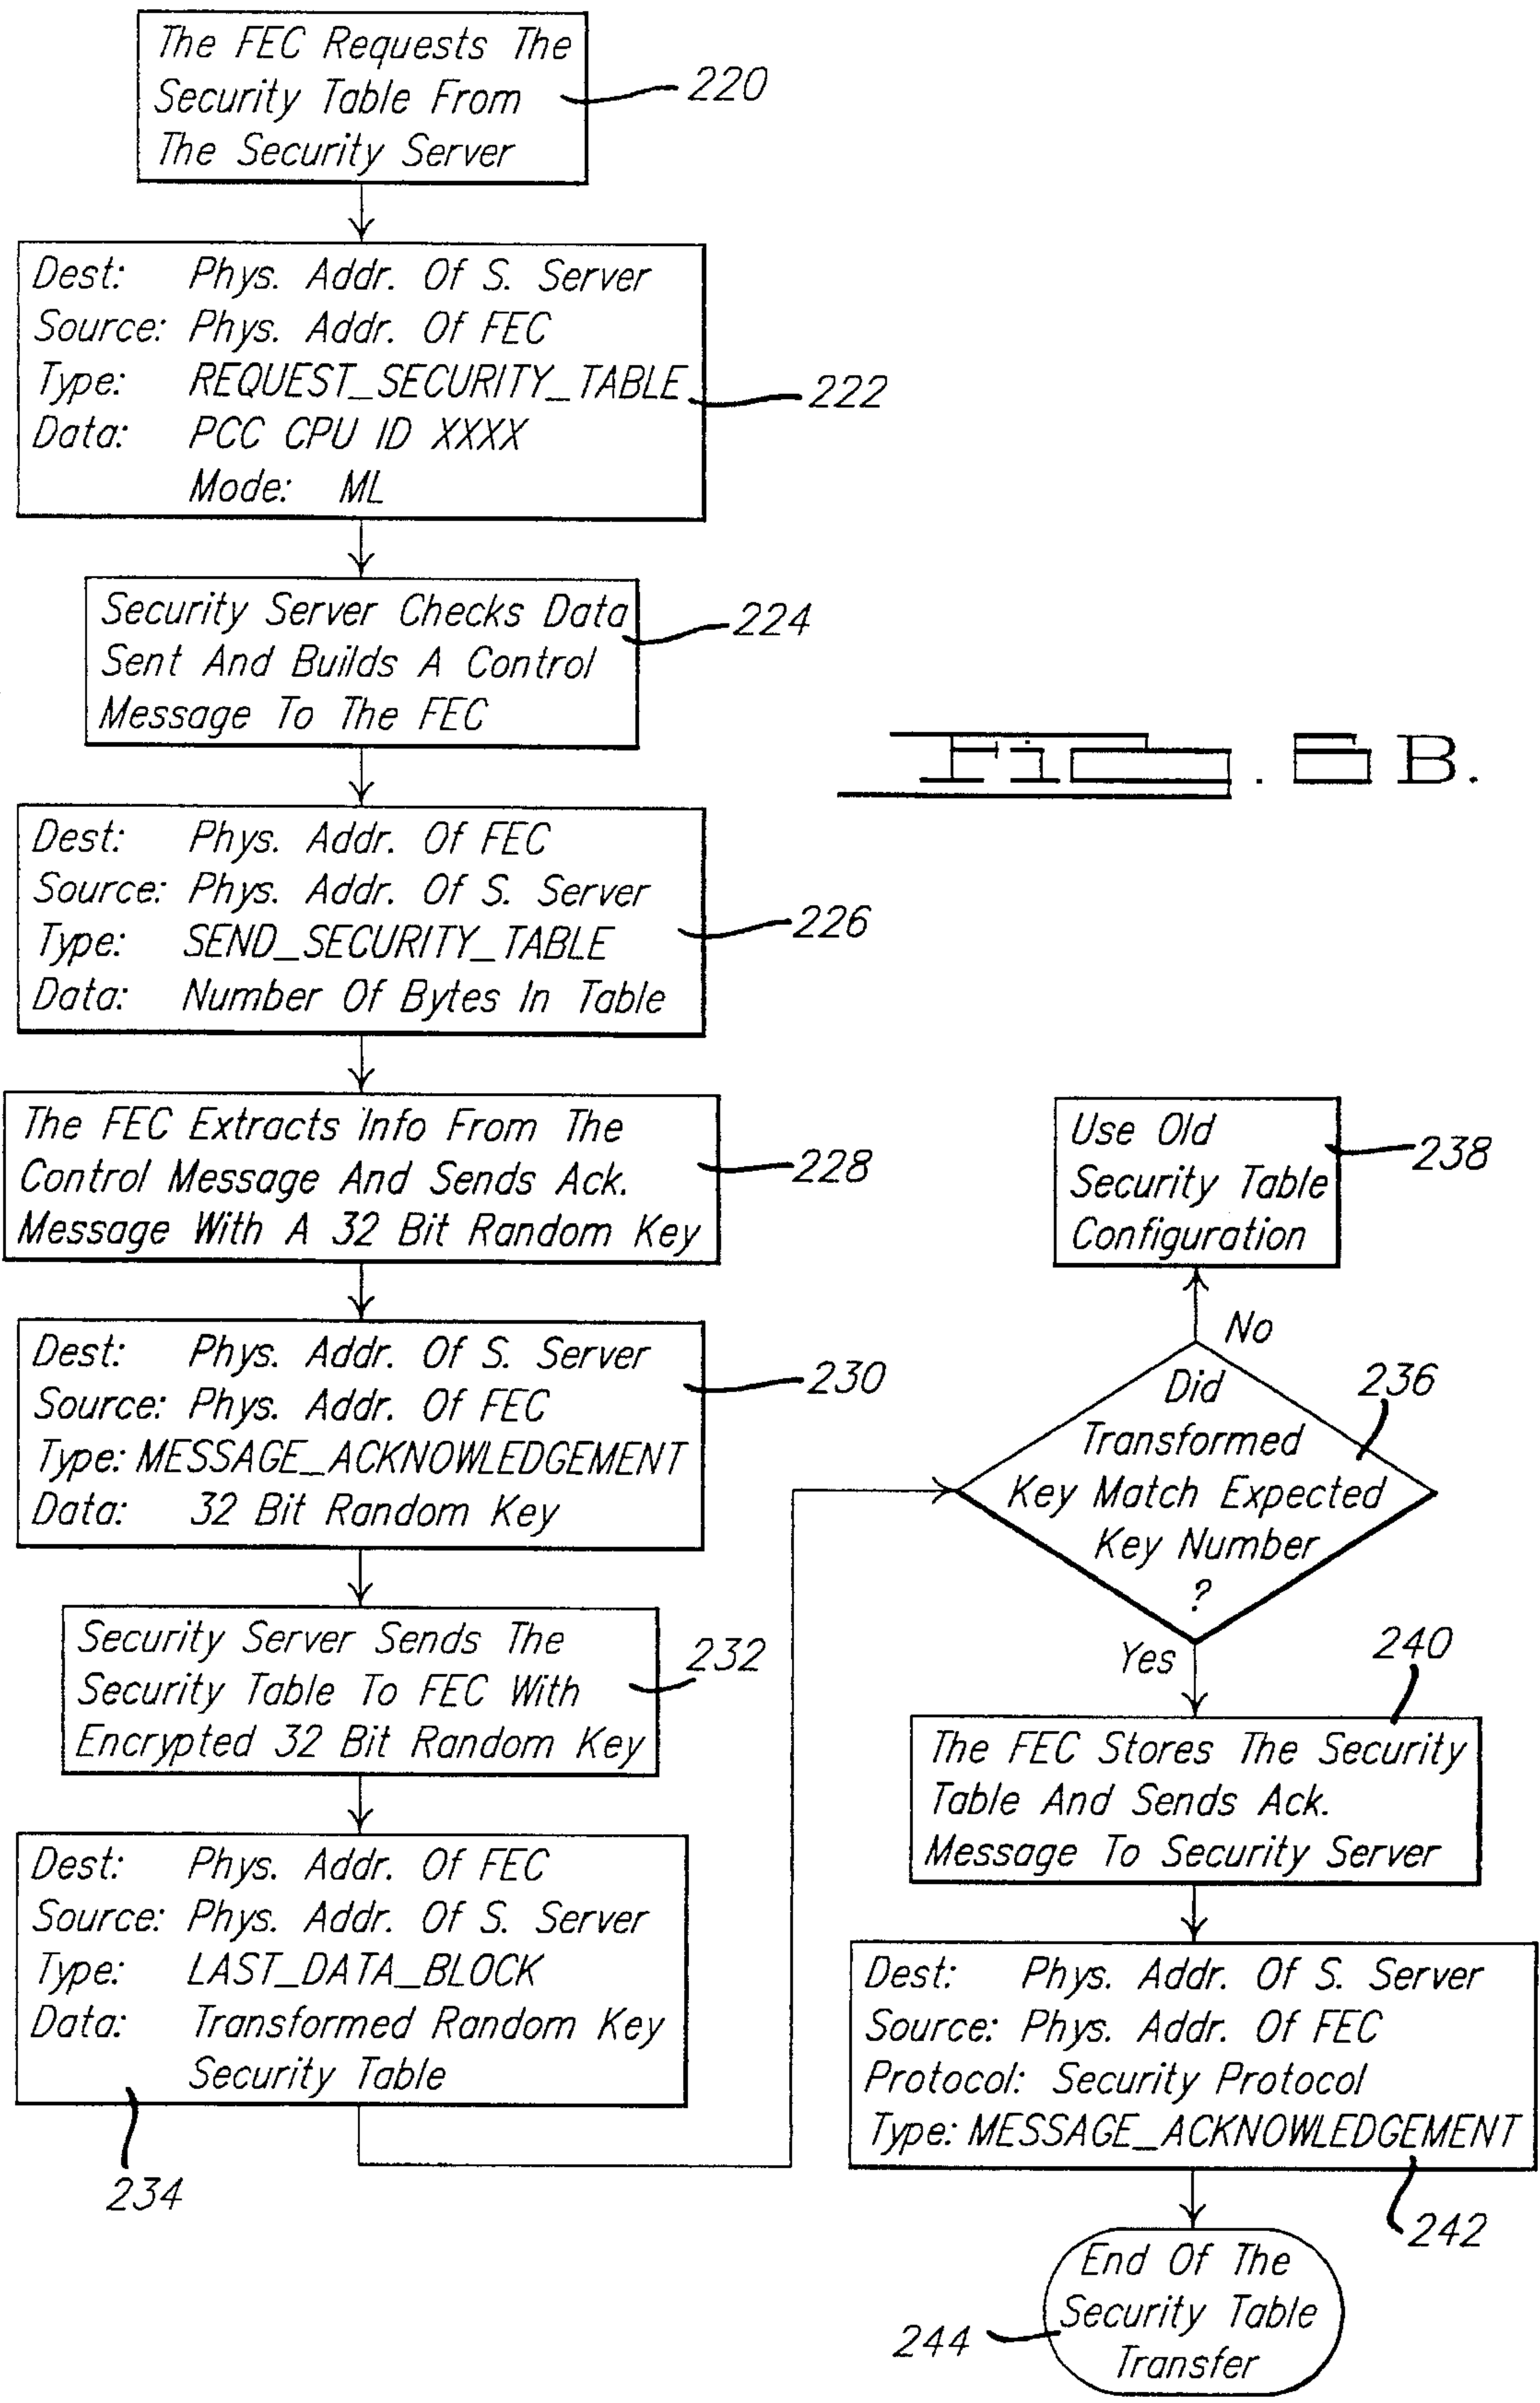 The FEC Requests The
Security Table From
The Security Server
220
Dest: Phys. Addr. Of S. Server
Source: Phys. Addr. Of FEC
Type: REQUEST_SECURITY_TABLE
Data: PCC CPU ID XXXX
Mode: ML
222
Security Server Checks Data
Sent And Builds A Control
Message To The FEC
224
Dest: Phys. Addr. Of FEC
Source: Phys. Addr. Of S. Server
Type: SEND_SECURITY_TABLE
Data: Number Of Bytes In Table
226
The FEC Extracts Info From The
Control Message And Sends Ack.
Message With A 32 Bit Random Key
228
Dest: Phys. Addr. Of S. Server
Source: Phys. Addr. Of FEC
Type: MESSAGE_ACKNOWLEDGEMENT
Data: 32 Bit Random Key
230
Security Server Sends The
Security Table To FEC With
Encrypted 32 Bit Random Key
232
Dest: Phys. Addr. Of FEC
Source: Phys. Addr. Of S. Server
Type: LAST_DATA_BLOCK
Data: Transformed Random Key
Security Table
234
B.
Use Old
Security Table
Configuration
238
No
Did
Transformed
Key Match Expected
Key Number
?
236
Yes
240
The FEC Stores The Security
Table And Sends Ack.
Message To Security Server
Dest: Phys. Addr. Of S. Server
Source: Phys. Addr. Of FEC
Protocol: Security Protocol
Type: MESSAGE_ACKNOWLEDGEMENT
242
End Of The
Security Table
Transfer
244